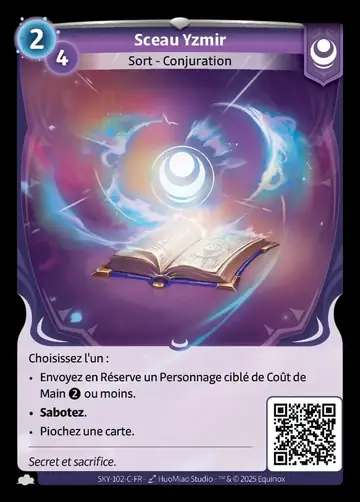 2
4
Sceau Yzmir
Sort - Conjuration
Choisissez l'un :
• Envoyez en Réserve un Personnage ciblé de Coût de
Main 2 ou moins.
• Sabotez.
• Piochez une carte.
Secret et sacrifice.
SKY-102-C-FR - HuoMiao Studio - ™ & © 2025 Equinox